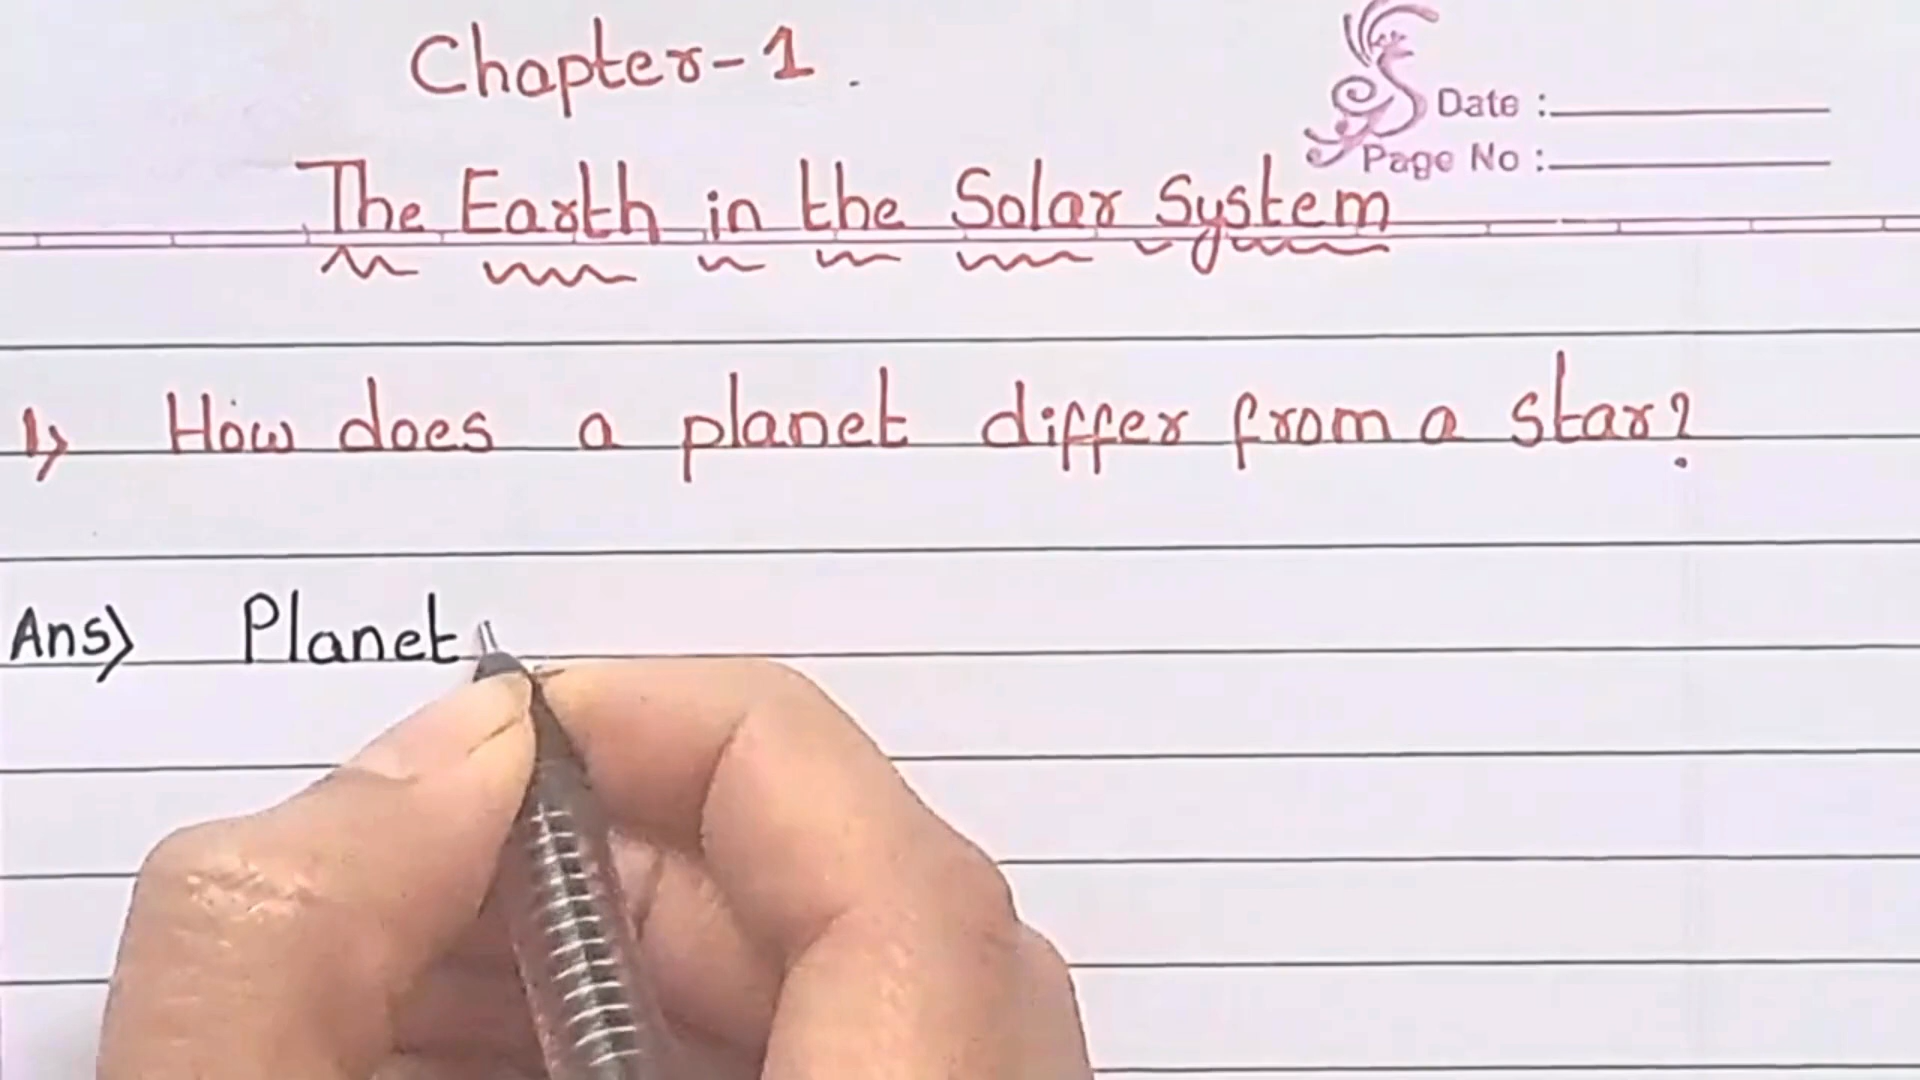 Chapter-1.
Date :
Page No :
The Earth in the Solar System
1) How does a planet differ from a star?
Ans) Planet